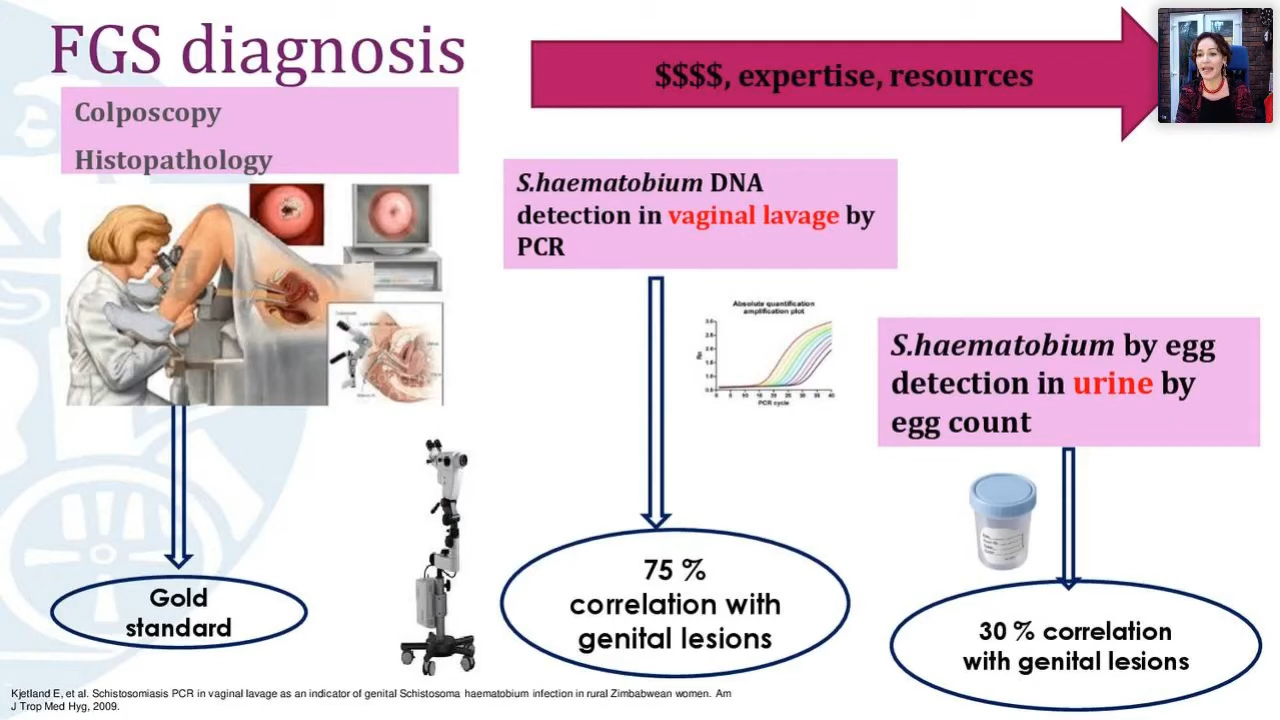 FGS diagnosis
$$$$, expertise, resources
Colposcopy
Histopathology
S.haematobium DNA
detection in vaginal lavage by
PCR
Absolute quantification
amplification plot
PCR cycle
S.haematobium by egg
detection in urine by
egg count
Gold
standard
75 %
correlation with
genital lesions
30 % correlation
with genital lesions
Kjetland E, et al. Schistosomiasis PCR in vaginal lavage as an indicator of genital Schistosoma haematobium infection in rural Zimbabwean women. Am
J Trop Med Hyg, 2009.